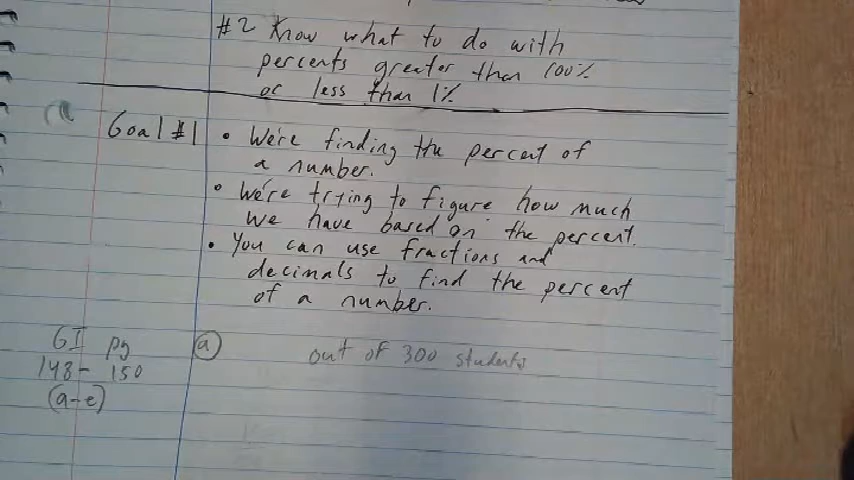 #2 Know what to do with
percents greater than 100%
or less than 1%
Goal #1
• We're finding the percent of
a number.
• We're trying to figure how much
we have based on the percent.
• You can use fractions and
decimals to find the percent
of a number.
GI pg
148-150
(a-e)
(a) out of 300 students